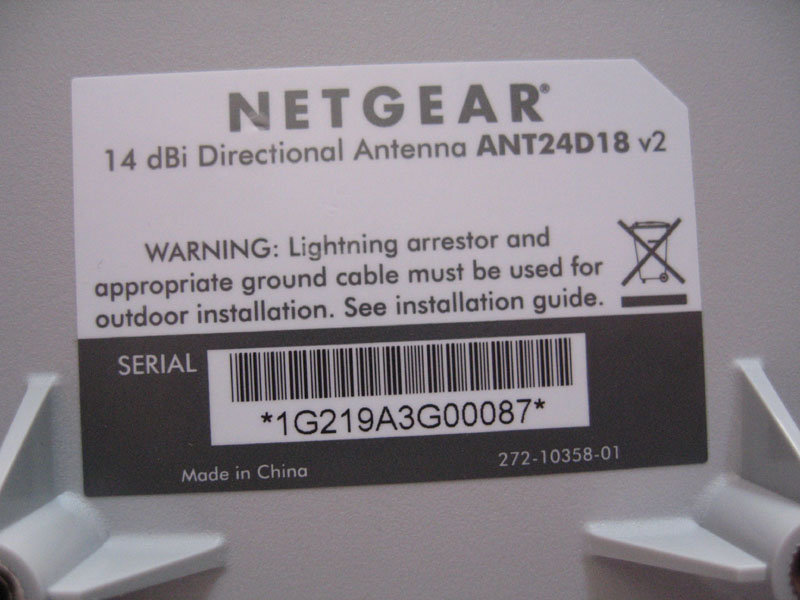 NETGEAR®
14 dBi Directional Antenna ANT24D18 v2
WARNING: Lightning arrestor and
appropriate ground cable must be used for
outdoor installation. See installation guide.
SERIAL
*1G219A3G00087*
Made in China
272-10358-01